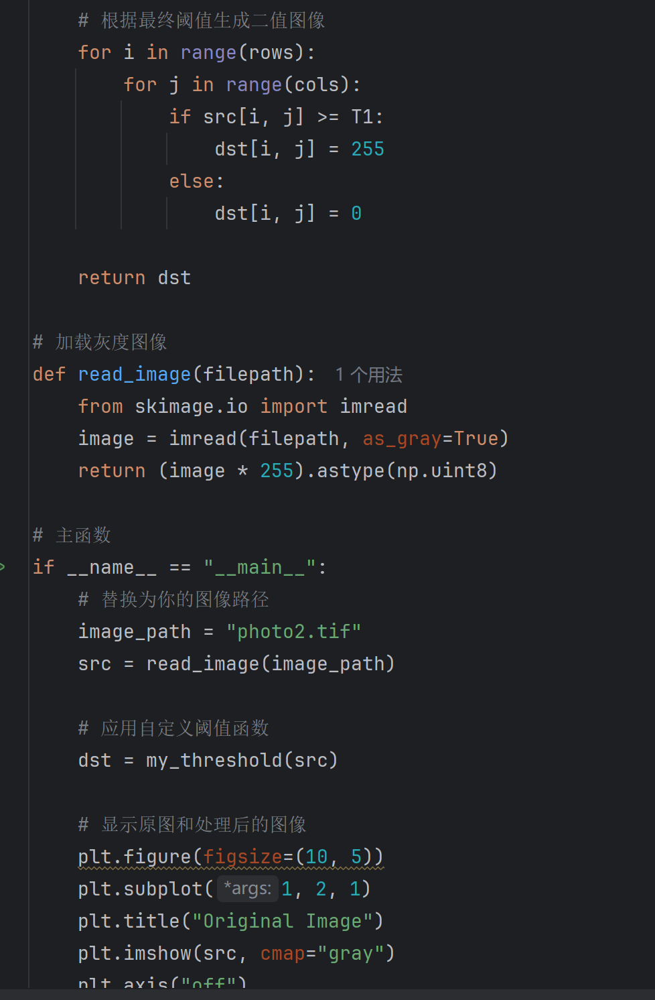 # 根据最终阈值生成二值图像
for i in range(rows):
for j in range(cols):
if src[i, j] >= T1:
dst[i, j] = 255
else:
dst[i, j] = 0
return dst
# 加载灰度图像
def read_image(filepath): 1 个用法
from skimage.io import imread
image = imread(filepath, as_gray=True)
return (image * 255).astype(np.uint8)
# 主函数
if __name__ == "__main__":
# 替换为你的图像路径
image_path = "photo2.tif"
src = read_image(image_path)
# 应用自定义阈值函数
dst = my_threshold(src)
# 显示原图和处理后的图像
plt.figure(figsize=(10, 5))
plt.subplot( *args: 1, 2, 1)
plt.title("Original Image")
plt.imshow(src, cmap="gray")
plt.axis("off")